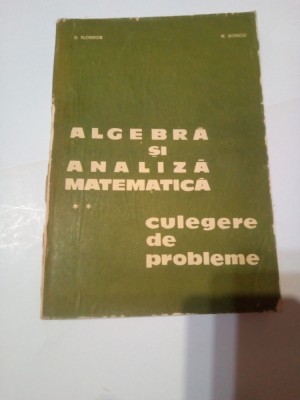 ALGEBRĂ
ȘI
ANALIZĂ
MATEMATICĂ
**
culegere
de
probleme